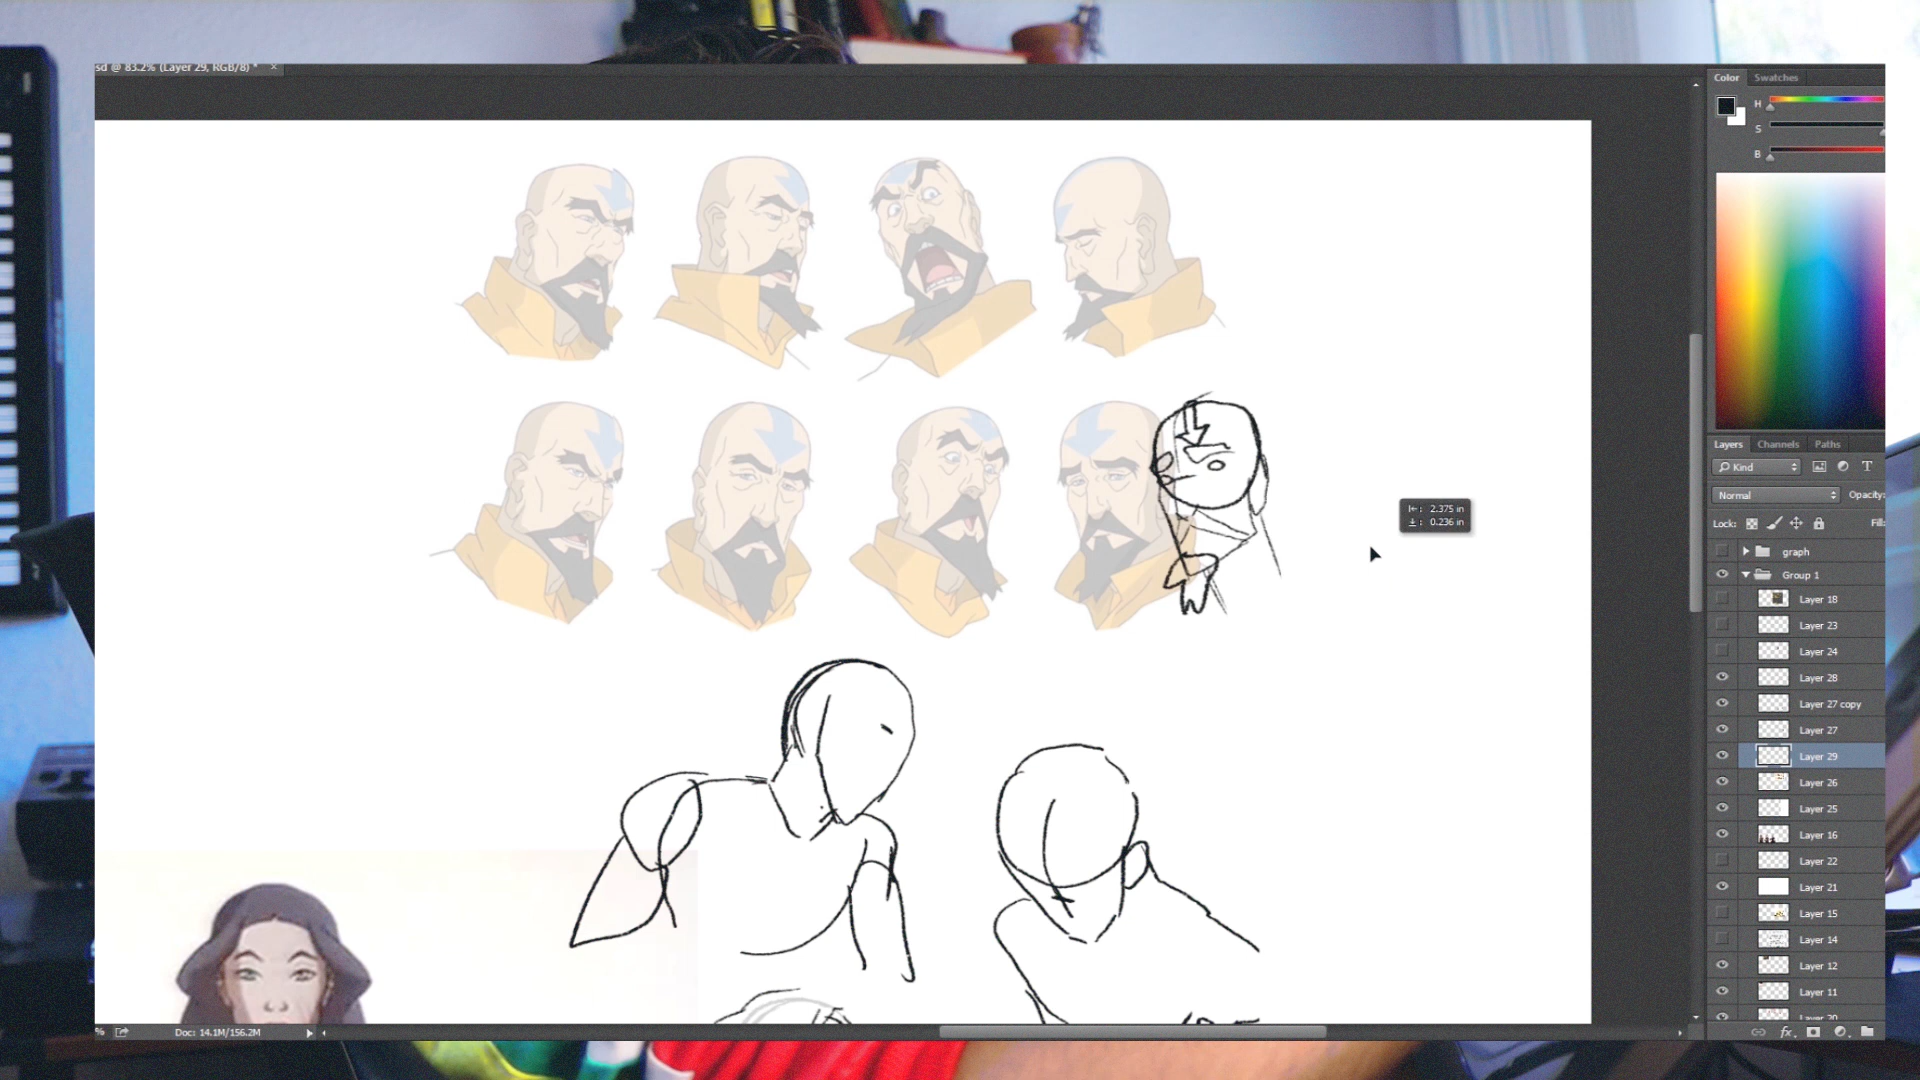 sd @ 83.2% (Layer 29, RGB/8) * ×
Color Swatches
H
S
B
2.375 in
0.236 in
Layers Channels Paths
Kind
Normal Opacity:
Lock: Fill:
graph
Group 1
Layer 18
Layer 23
Layer 24
Layer 28
Layer 27 copy
Layer 27
Layer 29
Layer 26
Layer 25
Layer 16
Layer 22
Layer 21
Layer 15
Layer 14
Layer 12
Layer 11
Layer 20
% Doc: 14.1M/156.2M
fx